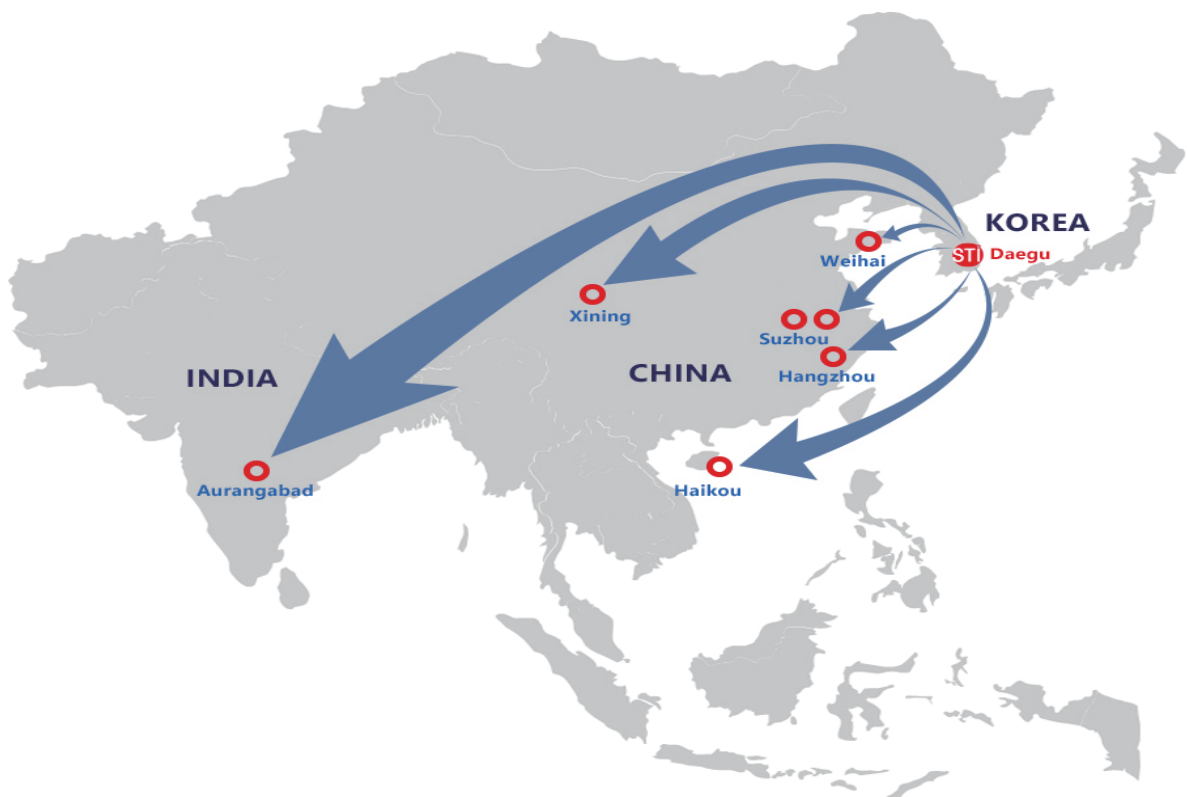 KOREA
STI Daegu
Weihai
Xining
Suzhou
INDIA
CHINA
Hangzhou
Aurangabad
Haikou